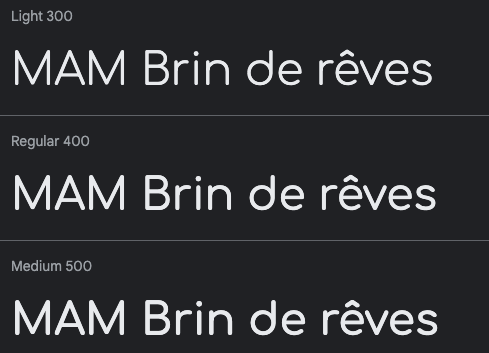 Light 300
MAM Brin de rêves
Regular 400
MAM Brin de rêves
Medium 500
MAM Brin de rêves